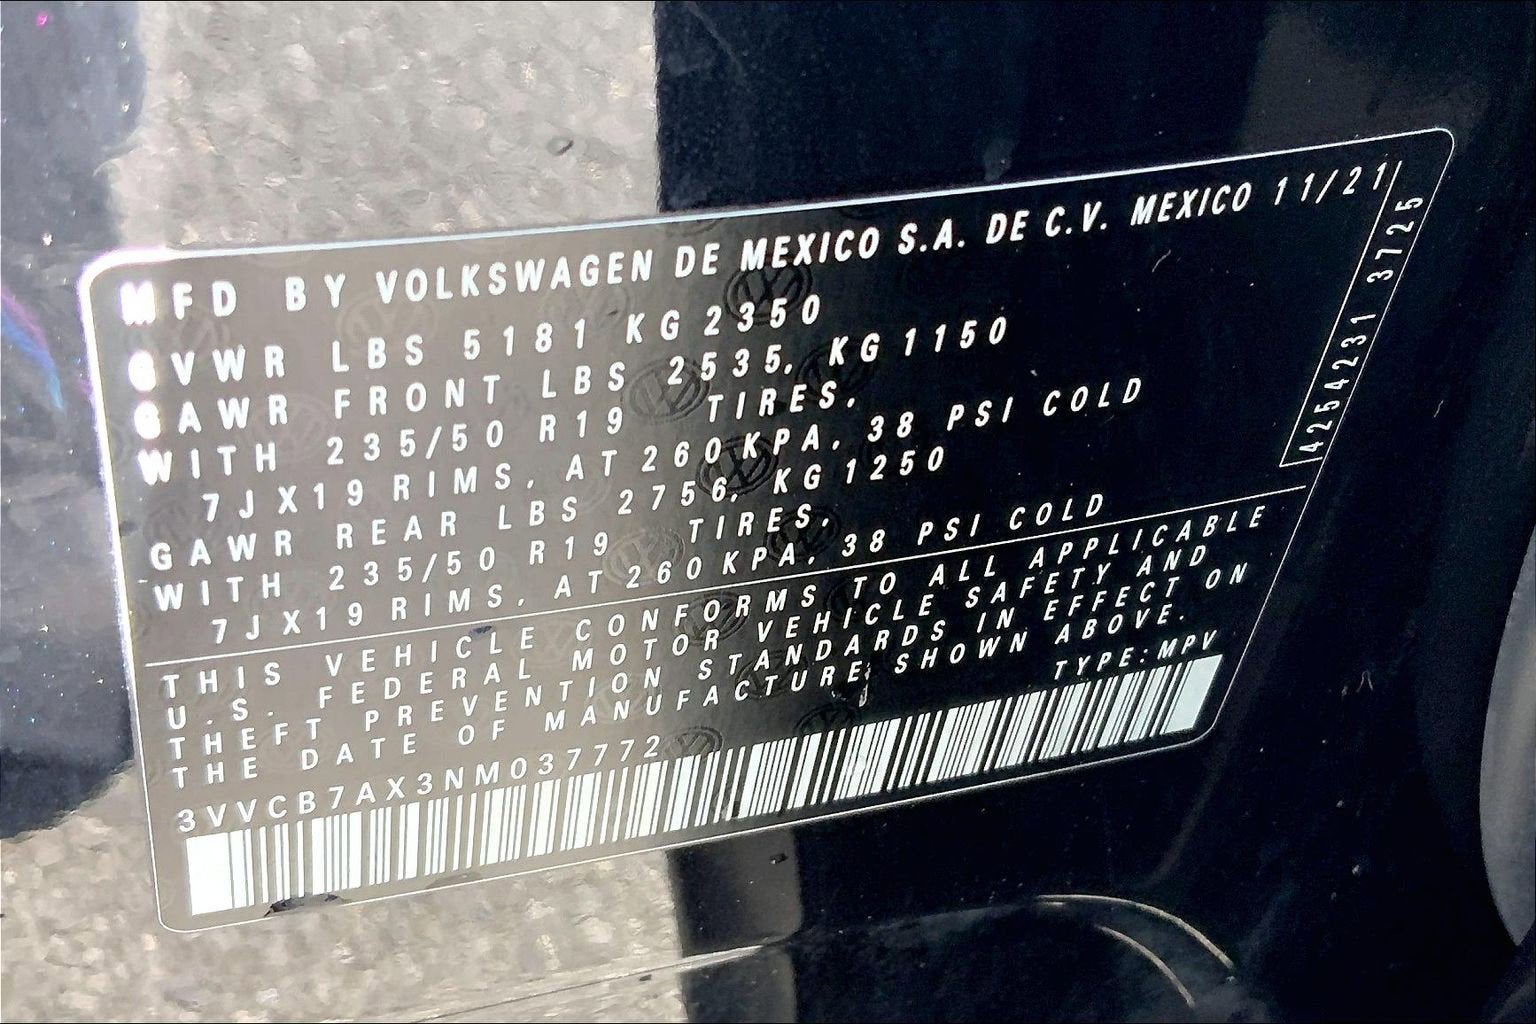 MFD BY VOLKSWAGEN DE MEXICO S.A. DE C.V. MEXICO 11/21
GVWR LBS 5181 KG 2350
GAWR FRONT LBS 2535, KG 1150
WITH 235/50 R19 TIRES,
7JX19 RIMS, AT 260 KPA, 38 PSI COLD
GAWR REAR LBS 2756, KG 1250
WITH 235/50 R19 TIRES,
7JX19 RIMS, AT 260 KPA, 38 PSI COLD
4254231 3725
THIS VEHICLE CONFORMS TO ALL APPLICABLE
U.S. FEDERAL MOTOR VEHICLE SAFETY AND
THEFT PREVENTION STANDARDS IN EFFECT ON
THE DATE OF MANUFACTURE SHOWN ABOVE.
3VVCB7AX3NM037772 TYPE: MPV